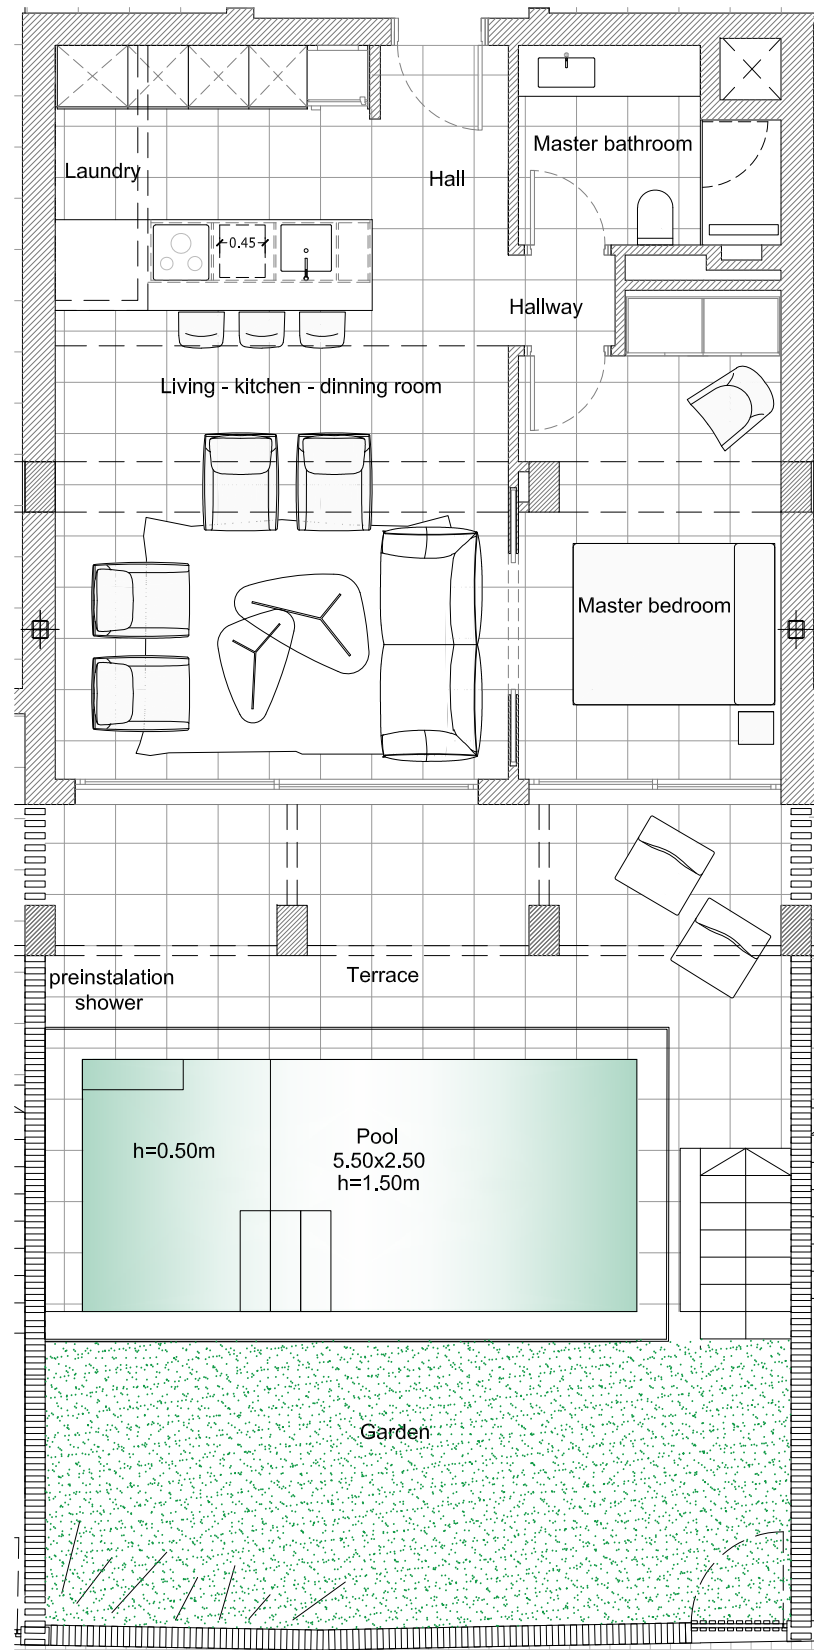 Master bathroom
Laundry
Hall
0.45
Hallway
Living - kitchen - dinning room
Master bedroom
preinstalation
shower
Terrace
h=0.50m
Pool
5.50x2.50
h=1.50m
Garden